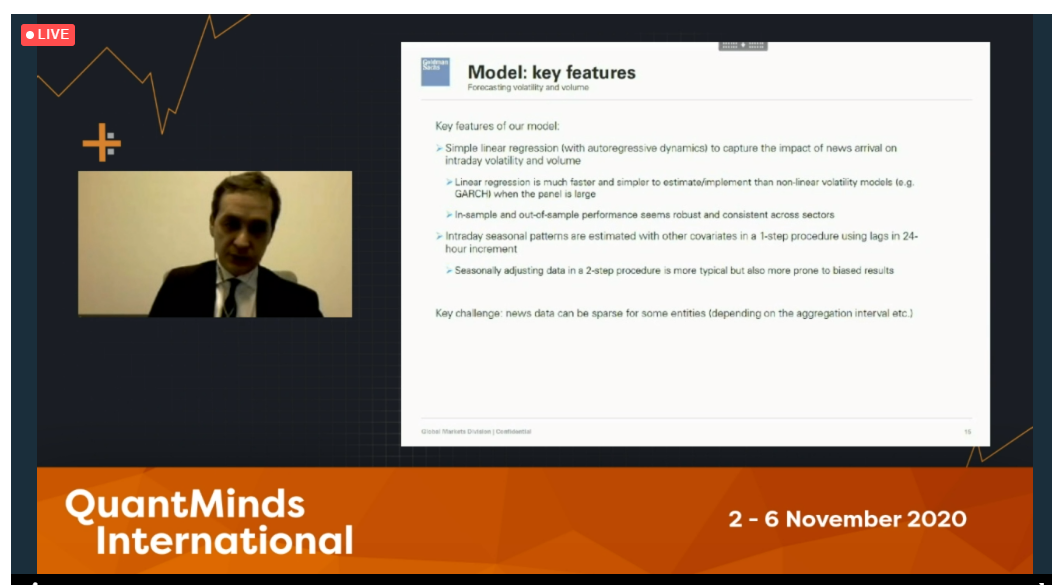 LIVE
Goldman
Sachs
Model: key features
Forecasting volatility and volume
Key features of our model:
➢ Simple linear regression (with autoregressive dynamics) to capture the impact of news arrival on
intraday volatility and volume
➢ Linear regression is much faster and simpler to estimate/implement than non-linear volatility models (e.g.
GARCH) when the panel is large
➢ In-sample and out-of-sample performance seems robust and consistent across sectors
➢ Intraday seasonal patterns are estimated with other covariates in a 1-step procedure using lags in 24-
hour increment
➢ Seasonally adjusting data in a 2-step procedure is more typical but also more prone to biased results
Key challenge: news data can be sparse for some entities (depending on the aggregation interval etc.)
Global Markets Division | Confidential
QuantMinds
International
2 - 6 November 2020